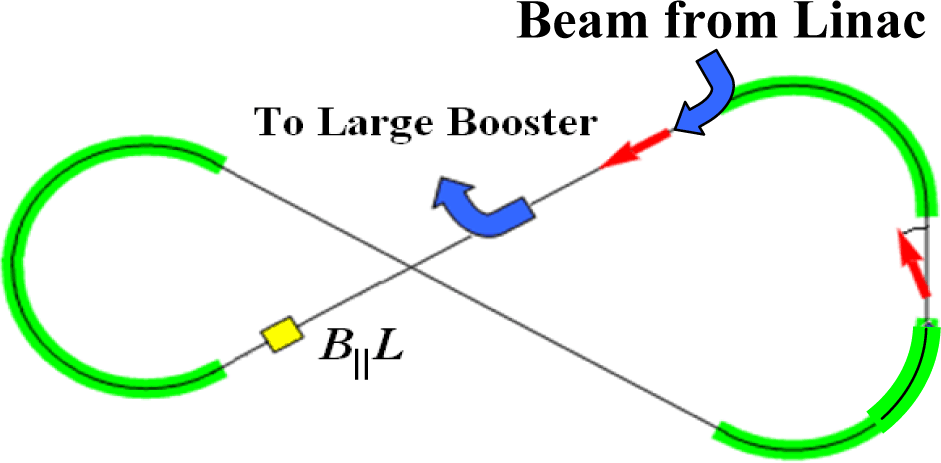 Beam from Linac
To Large Booster
B||L